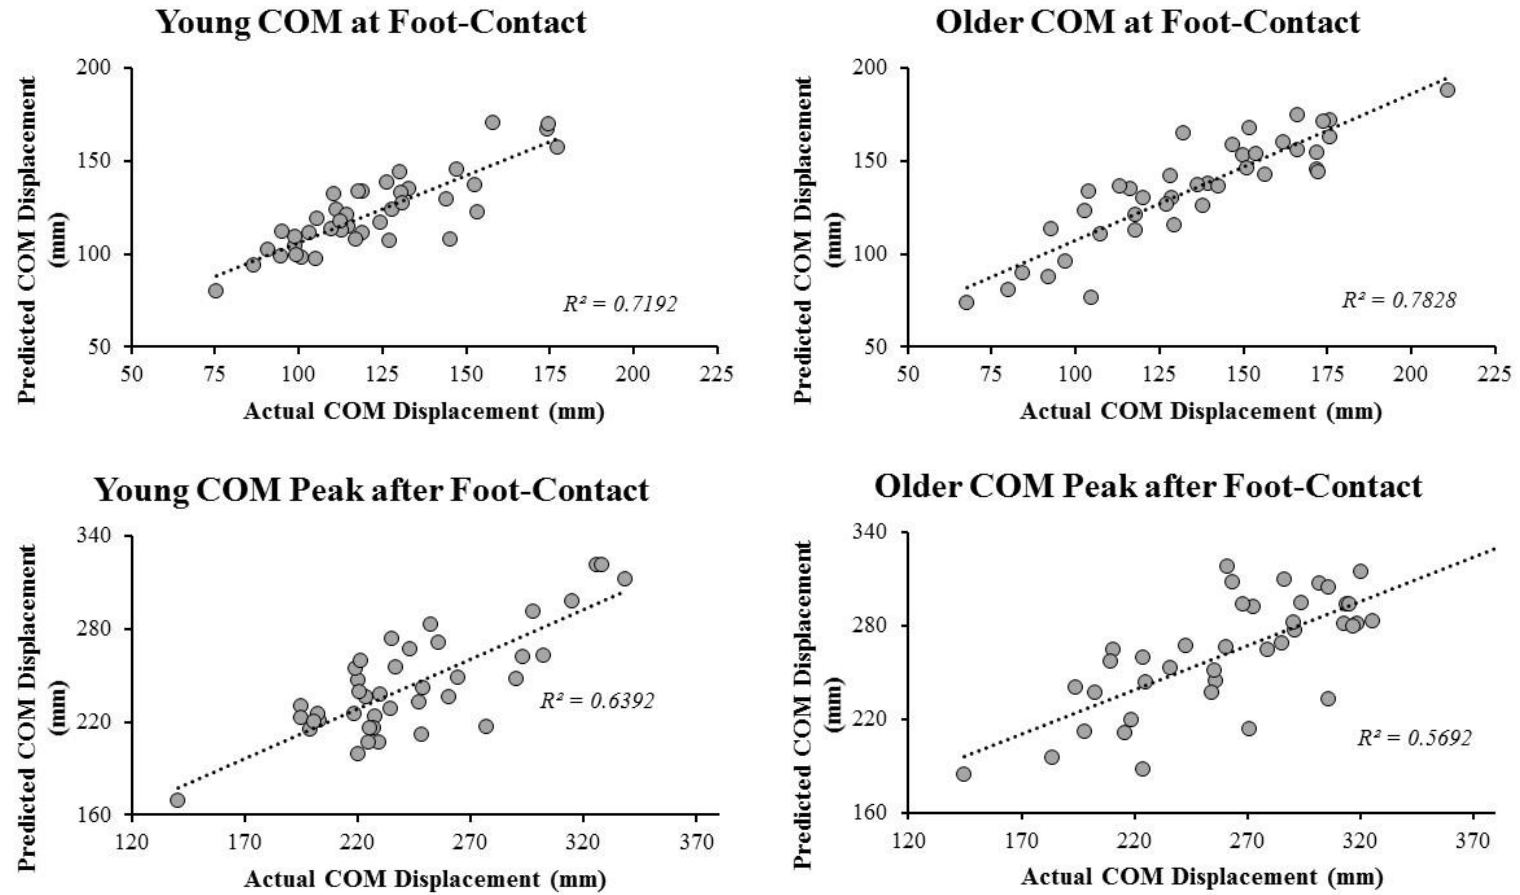 Young COM at Foot-Contact
Predicted COM Displacement
(mm)
200
150
100
50
R² = 0.7192
50 75 100 125 150 175 200 225
Actual COM Displacement (mm)
Older COM at Foot-Contact
Predicted COM Displacement
(mm)
200
150
100
50
R² = 0.7828
50 75 100 125 150 175 200 225
Actual COM Displacement (mm)
Young COM Peak after Foot-Contact
Predicted COM Displacement
(mm)
340
280
220
160
R² = 0.6392
120 170 220 270 320 370
Actual COM Displacement (mm)
Older COM Peak after Foot-Contact
Predicted COM Displacement
(mm)
340
280
220
160
R² = 0.5692
120 170 220 270 320 370
Actual COM Displacement (mm)